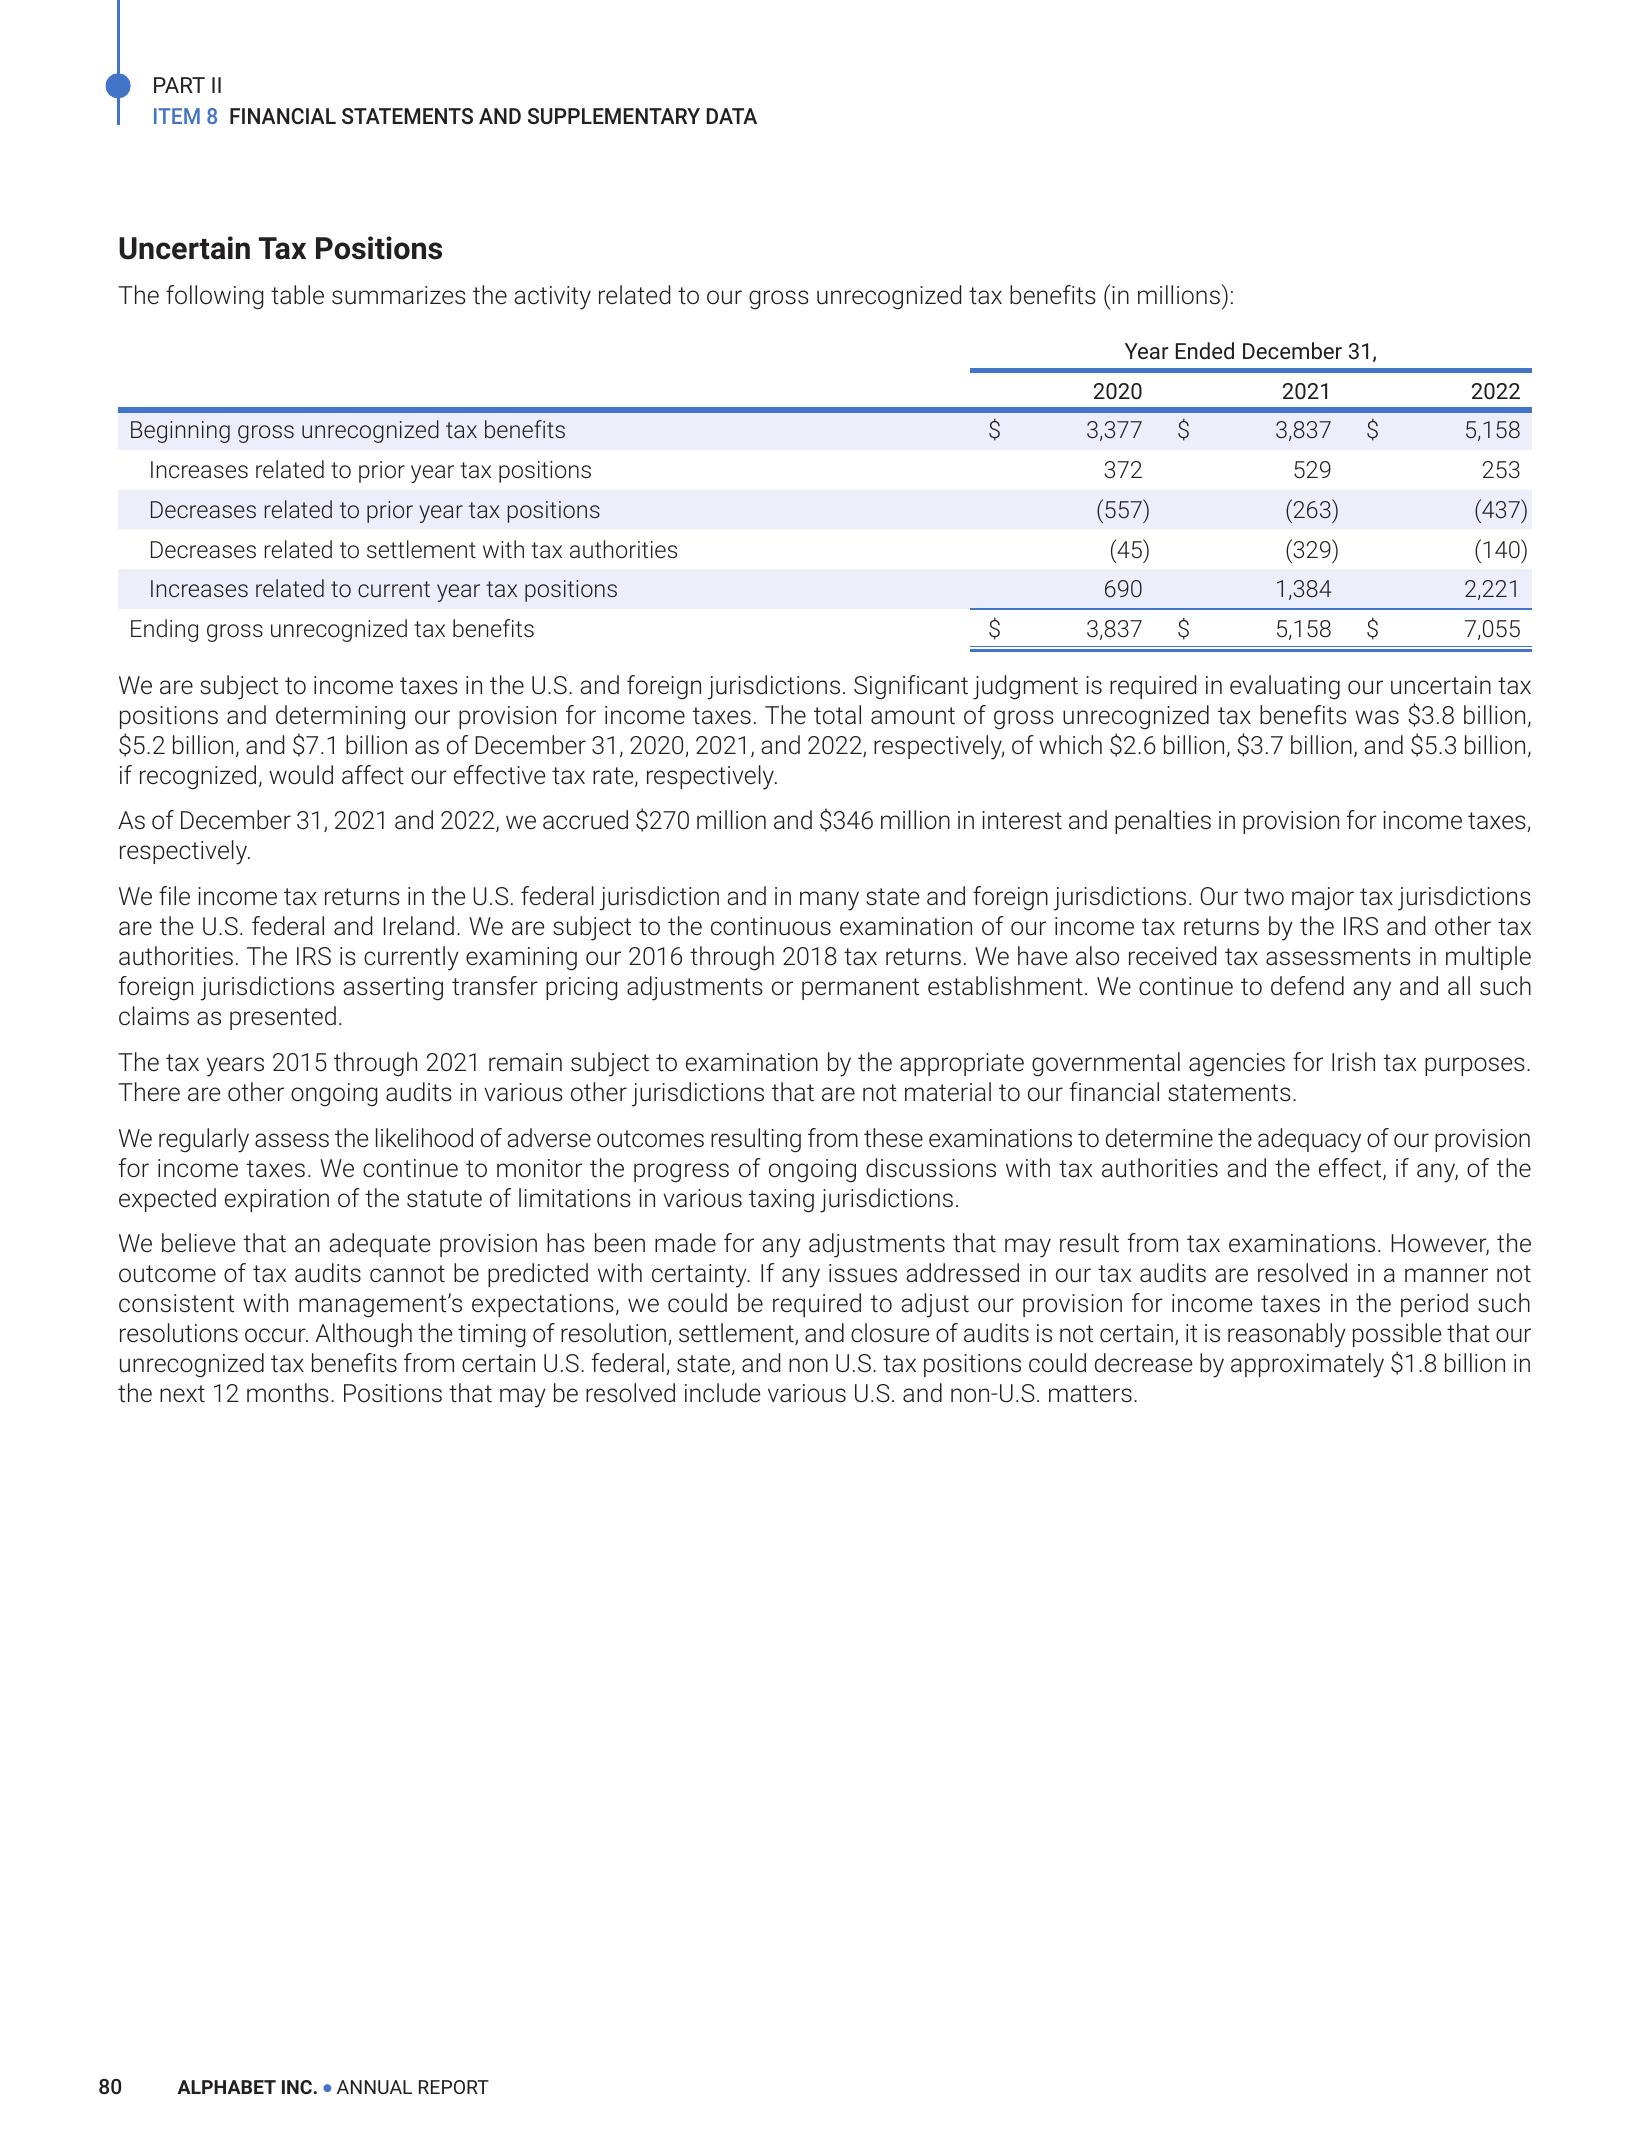 PART II
ITEM 8 FINANCIAL STATEMENTS AND SUPPLEMENTARY DATA
Uncertain Tax Positions
The following table summarizes the activity related to our gross unrecognized tax benefits (in millions):
Year Ended December 31,
2020 2021 2022
Beginning gross unrecognized tax benefits $ 3,377 $ 3,837 $ 5,158
Increases related to prior year tax positions 372 529 253
Decreases related to prior year tax positions (557) (263) (437)
Decreases related to settlement with tax authorities (45) (329) (140)
Increases related to current year tax positions 690 1,384 2,221
Ending gross unrecognized tax benefits $ 3,837 $ 5,158 $ 7,055
We are subject to income taxes in the U.S. and foreign jurisdictions. Significant judgment is required in evaluating our uncertain tax
positions and determining our provision for income taxes. The total amount of gross unrecognized tax benefits was $3.8 billion,
$5.2 billion, and $7.1 billion as of December 31, 2020, 2021, and 2022, respectively, of which $2.6 billion, $3.7 billion, and $5.3 billion,
if recognized, would affect our effective tax rate, respectively.
As of December 31, 2021 and 2022, we accrued $270 million and $346 million in interest and penalties in provision for income taxes,
respectively.
We file income tax returns in the U.S. federal jurisdiction and in many state and foreign jurisdictions. Our two major tax jurisdictions
are the U.S. federal and Ireland. We are subject to the continuous examination of our income tax returns by the IRS and other tax
authorities. The IRS is currently examining our 2016 through 2018 tax returns. We have also received tax assessments in multiple
foreign jurisdictions asserting transfer pricing adjustments or permanent establishment. We continue to defend any and all such
claims as presented.
The tax years 2015 through 2021 remain subject to examination by the appropriate governmental agencies for Irish tax purposes.
There are other ongoing audits in various other jurisdictions that are not material to our financial statements.
We regularly assess the likelihood of adverse outcomes resulting from these examinations to determine the adequacy of our provision
for income taxes. We continue to monitor the progress of ongoing discussions with tax authorities and the effect, if any, of the
expected expiration of the statute of limitations in various taxing jurisdictions.
We believe that an adequate provision has been made for any adjustments that may result from tax examinations. However, the
outcome of tax audits cannot be predicted with certainty. If any issues addressed in our tax audits are resolved in a manner not
consistent with management’s expectations, we could be required to adjust our provision for income taxes in the period such
resolutions occur. Although the timing of resolution, settlement, and closure of audits is not certain, it is reasonably possible that our
unrecognized tax benefits from certain U.S. federal, state, and non U.S. tax positions could decrease by approximately $1.8 billion in
the next 12 months. Positions that may be resolved include various U.S. and non-U.S. matters.
80 ALPHABET INC. • ANNUAL REPORT